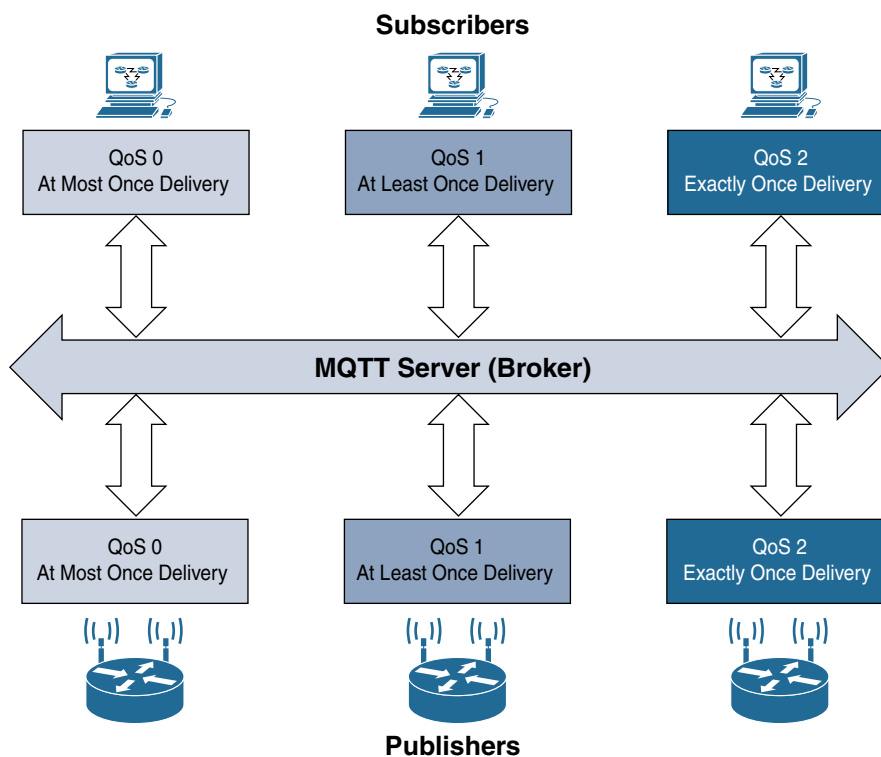 Subscribers
QoS 0
At Most Once Delivery
QoS 1
At Least Once Delivery
QoS 2
Exactly Once Delivery
MQTT Server (Broker)
QoS 0
At Most Once Delivery
QoS 1
At Least Once Delivery
QoS 2
Exactly Once Delivery
Publishers